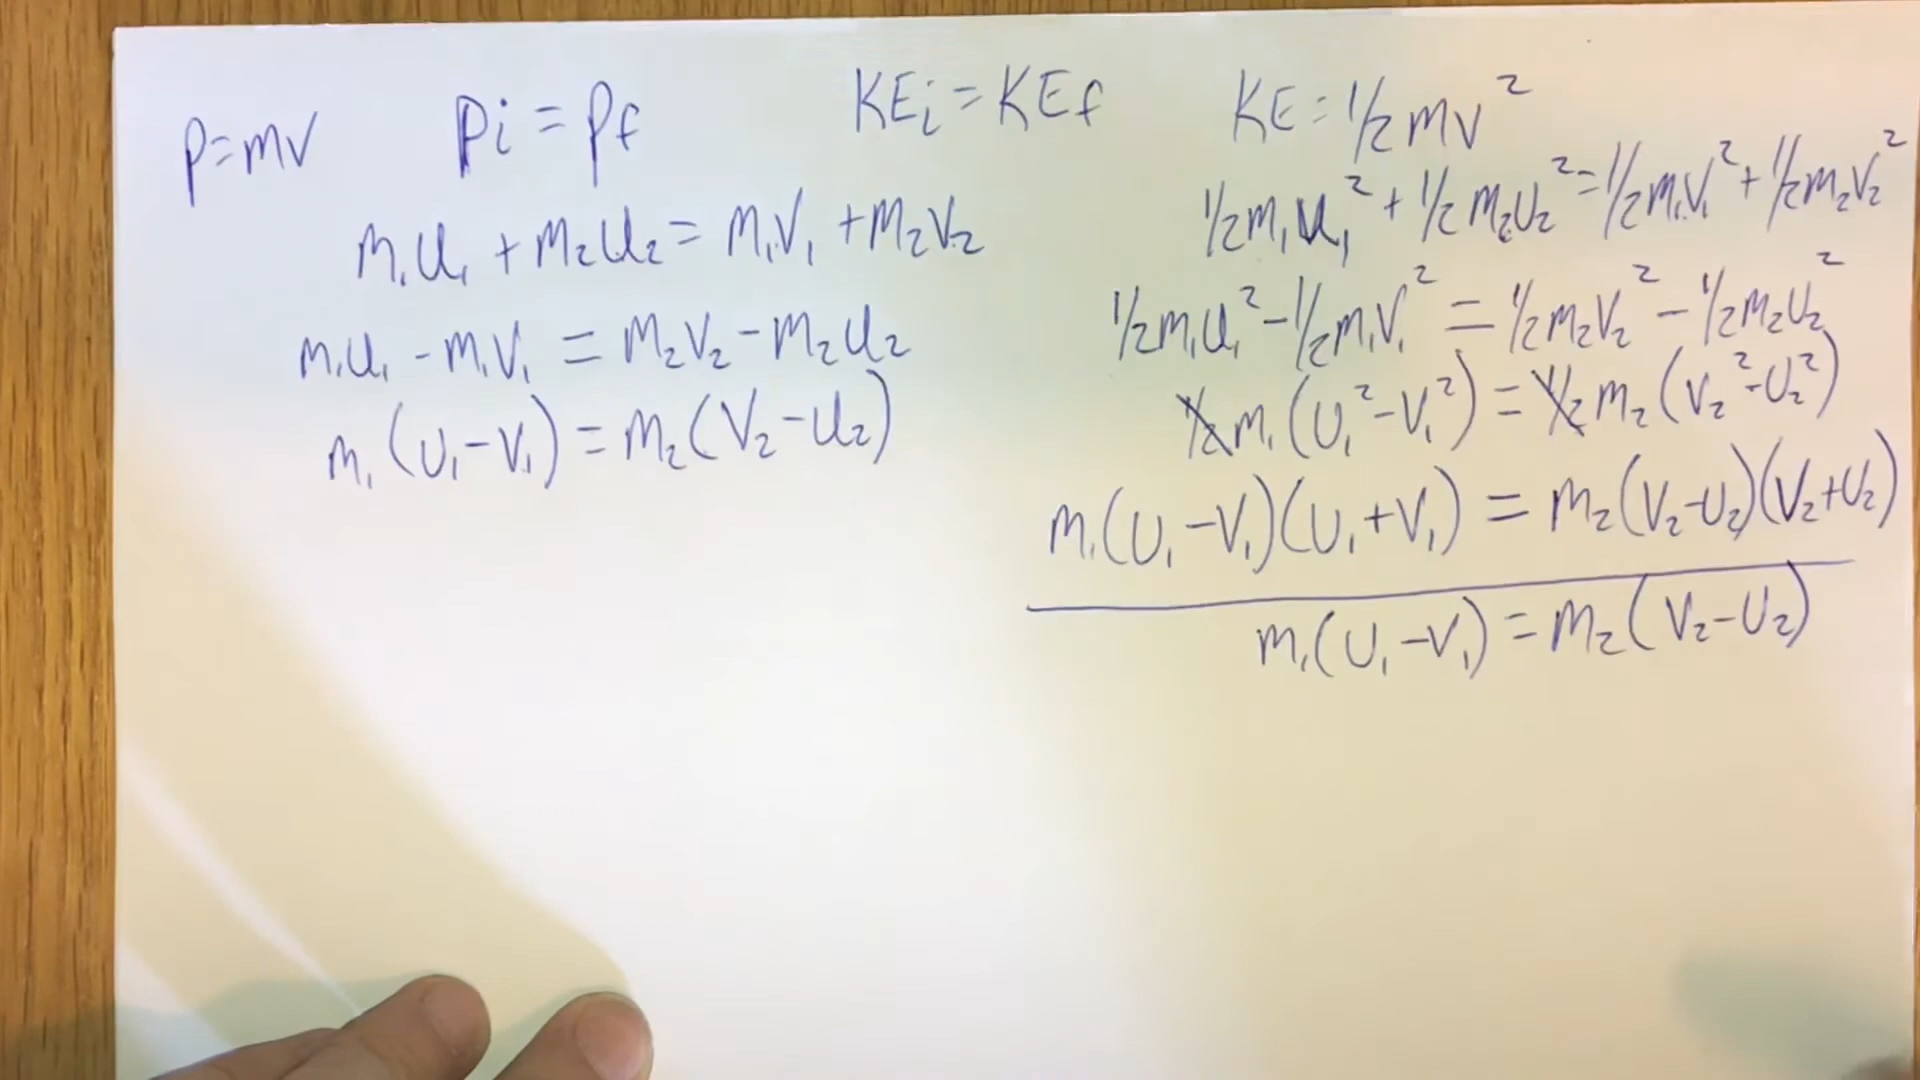 p=mv
pi = pf
m₁u₁ + m₂u₂ = m₁v₁ + m₂v₂
m₁u₁ - m₁v₁ = m₂v₂ - m₂u₂
m₁(u₁-v₁) = m₂(v₂-u₂)
KEi = KEf
KE = 1/2 mv²
1/2m₁u₁² + 1/2m₂u₂² = 1/2m₁v₁² + 1/2m₂v₂²
1/2m₁u₁² - 1/2m₁v₁² = 1/2m₂v₂² - 1/2m₂u₂²
1/2m₁(u₁²-v₁²) = 1/2m₂(v₂²-u₂²)
m₁(u₁-v₁)(u₁+v₁) = m₂(v₂-u₂)(v₂+u₂)
m₁(u₁-v₁) = m₂(v₂-u₂)